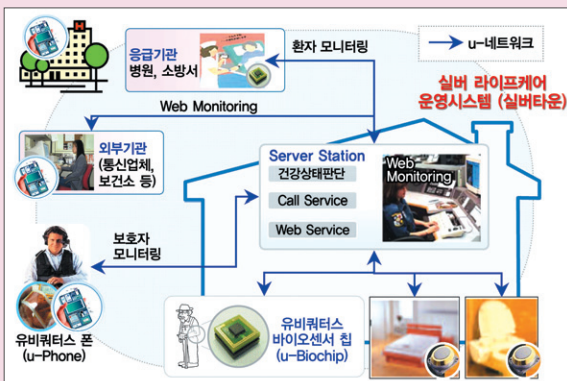 응급기관
병원, 소방서
환자 모니터링
u-네트워크
실버 라이프케어
운영시스템 (실버타운)
Web Monitoring
외부기관
(통신업체,
보건소 등)
Server Station
건강상태판단
Call Service
Web Service
Web
Monitoring
보호자
모니터링
유비쿼터스 폰
(u-Phone)
유비쿼터스
바이오센서 칩
(u-Biochip)